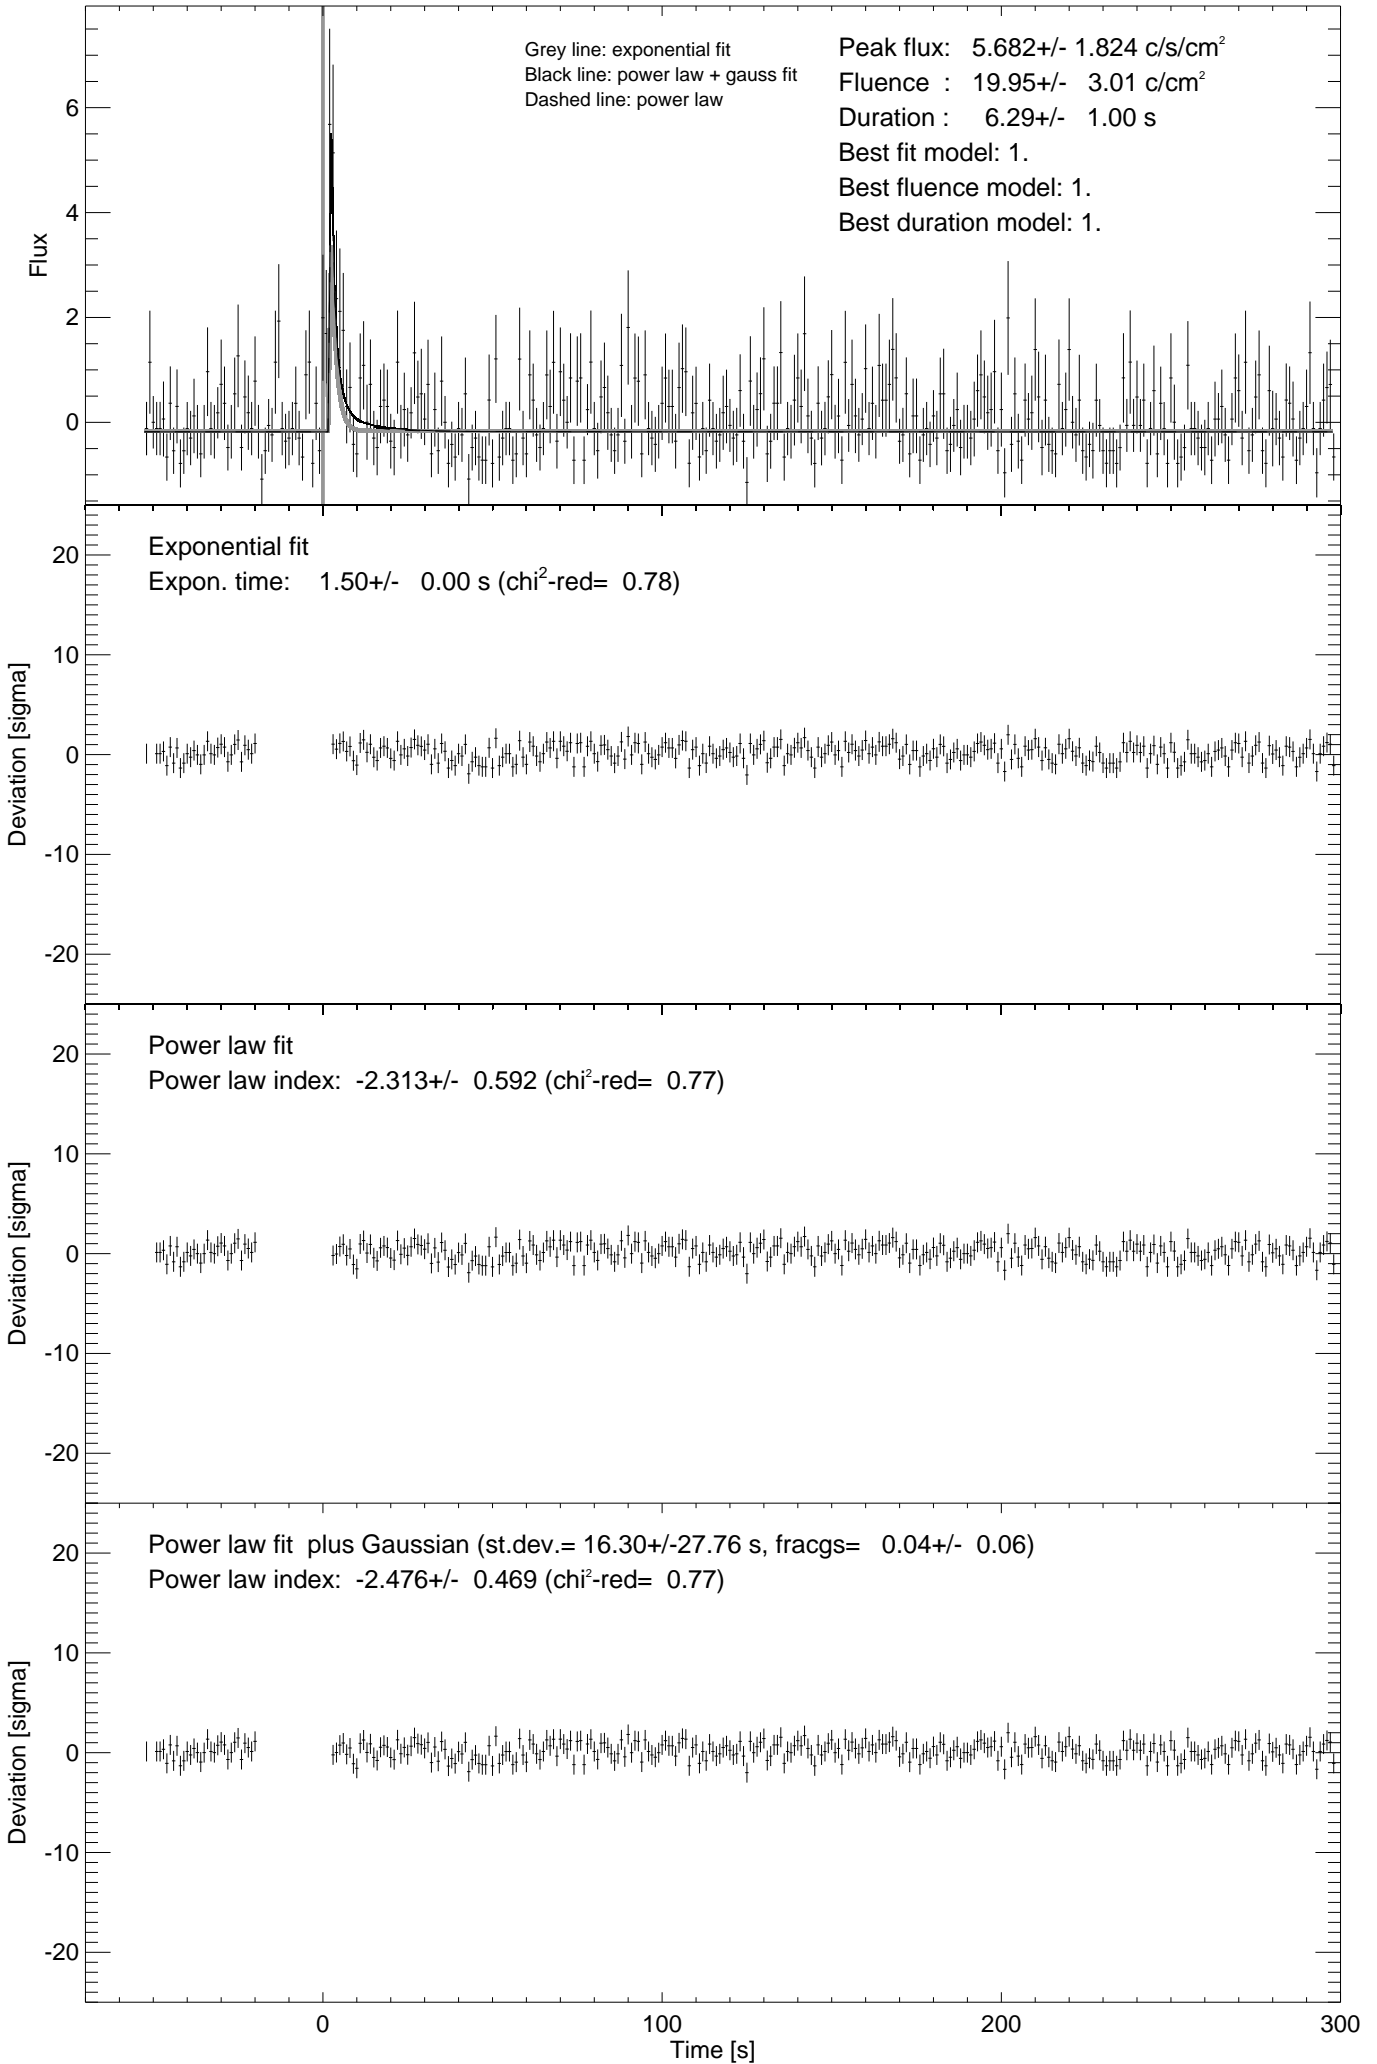 Grey line: exponential fit
Black line: power law + gauss fit
Dashed line: power law
Peak flux: 5.682+/- 1.824 c/s/cm²
Fluence : 19.95+/- 3.01 c/cm²
Duration : 6.29+/- 1.00 s
Best fit model: 1.
Best fluence model: 1.
Best duration model: 1.
6
4
2
0
Flux
Exponential fit
Expon. time: 1.50+/- 0.00 s (chi²-red= 0.78)
20
10
0
-10
-20
Deviation [sigma]
Power law fit
Power law index: -2.313+/- 0.592 (chi²-red= 0.77)
20
10
0
-10
-20
Deviation [sigma]
Power law fit plus Gaussian (st.dev.= 16.30+/-27.76 s, fracgs= 0.04+/- 0.06)
Power law index: -2.476+/- 0.469 (chi²-red= 0.77)
20
10
0
-10
-20
Deviation [sigma]
0 100 200 300
Time [s]